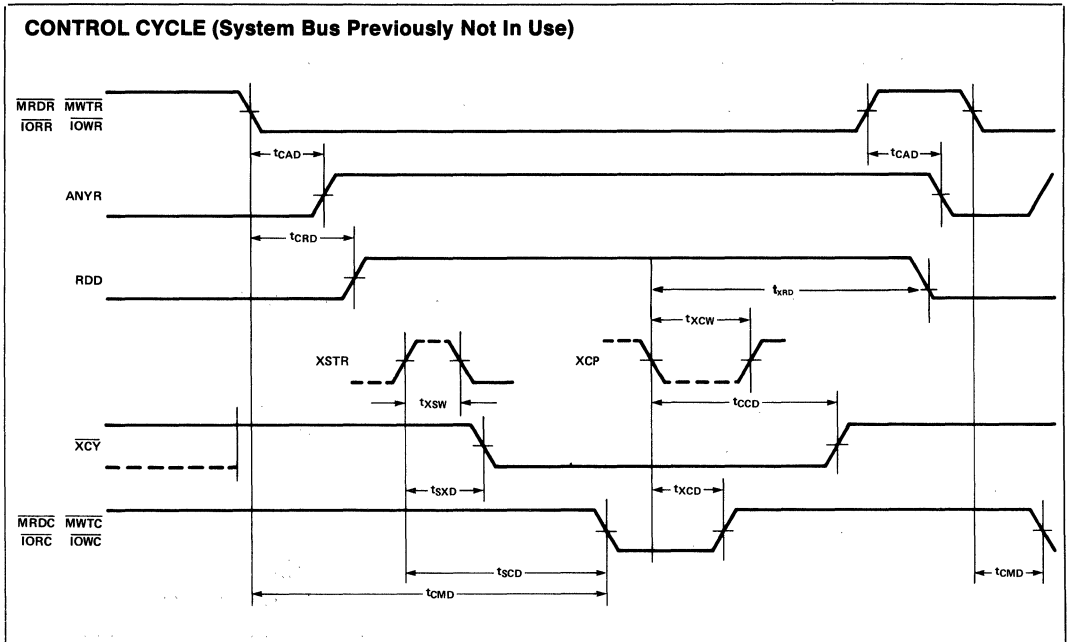 CONTROL CYCLE (System Bus Previously Not In Use)
MRDR MWTR
IORR IOWR
tCAD
tCAD
ANYR
tCRD
RDD
tXRD
tXCW
XSTR
XCP
tXSW
tCCD
XCY
tSXD
tXCD
MRDC MWTC
IORC IOWC
tSCD
tCMD
tCMD